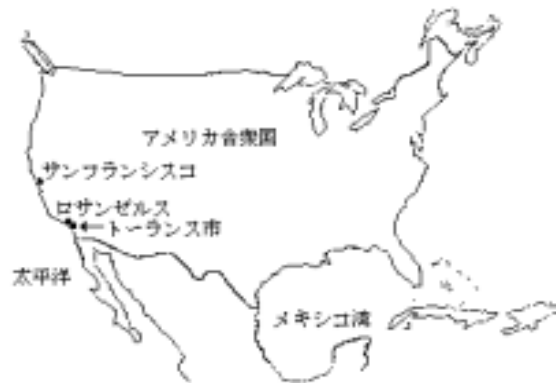 アメリカ合衆国
サンフランシスコ
ロサンゼルス
←トーランス市
太平洋
メキシコ湾